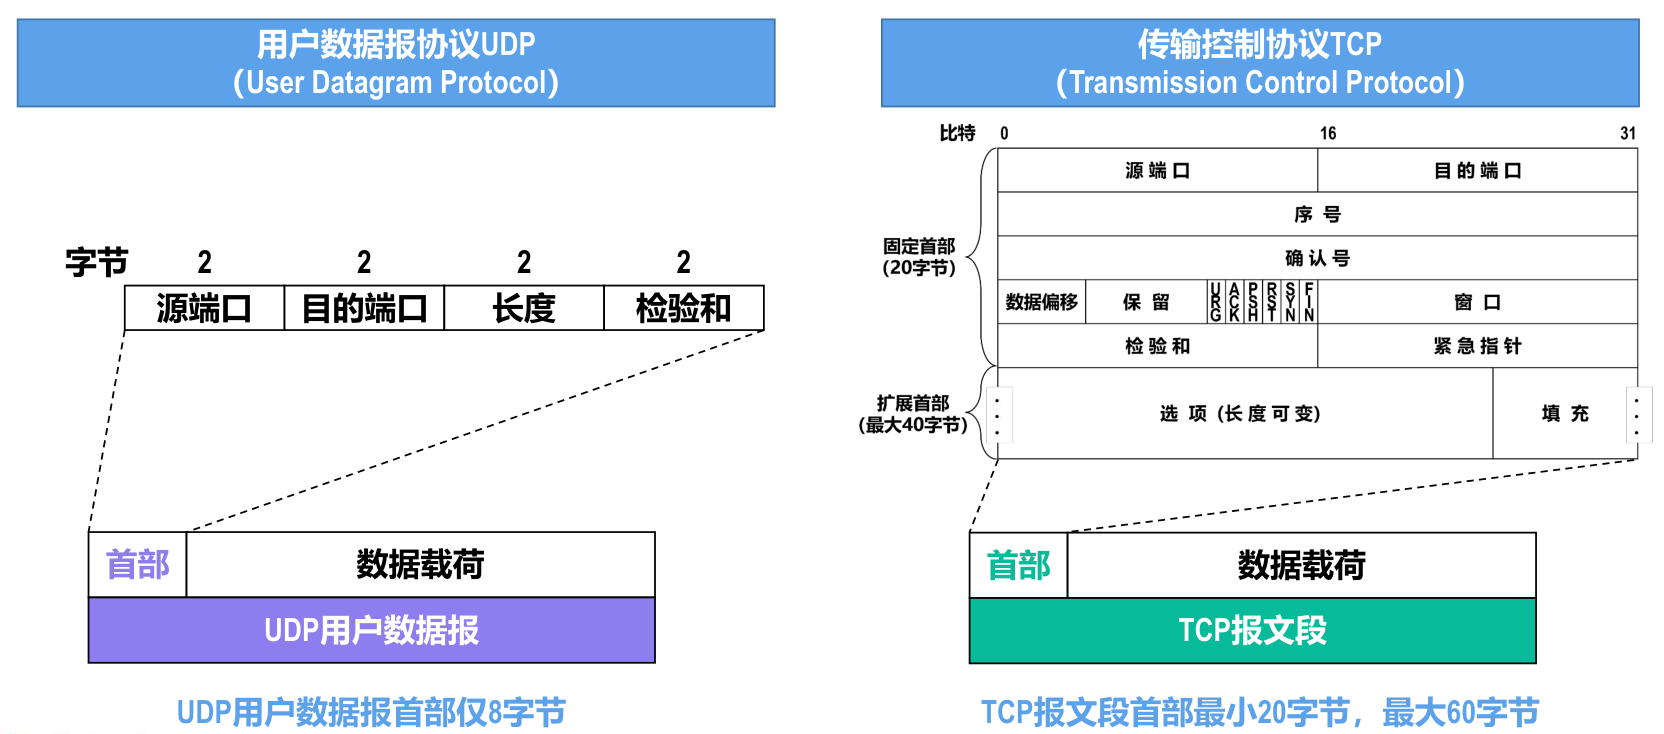 用户数据报协议UDP
（User Datagram Protocol）
字节 2 2 2 2
源端口 目的端口 长度 检验和
首部 数据载荷
UDP用户数据报
UDP用户数据报首部仅8字节
传输控制协议TCP
（Transmission Control Protocol）
比特 0 16 31
源端口 目的端口
序号
确认号
固定首部
(20字节)
数据偏移 保留 URG ACK PSH RST SYN FIN 窗口
检验和 紧急指针
扩展首部
(最大40字节)
选项 (长度可变) 填充
首部 数据载荷
TCP报文段
TCP报文段首部最小20字节，最大60字节